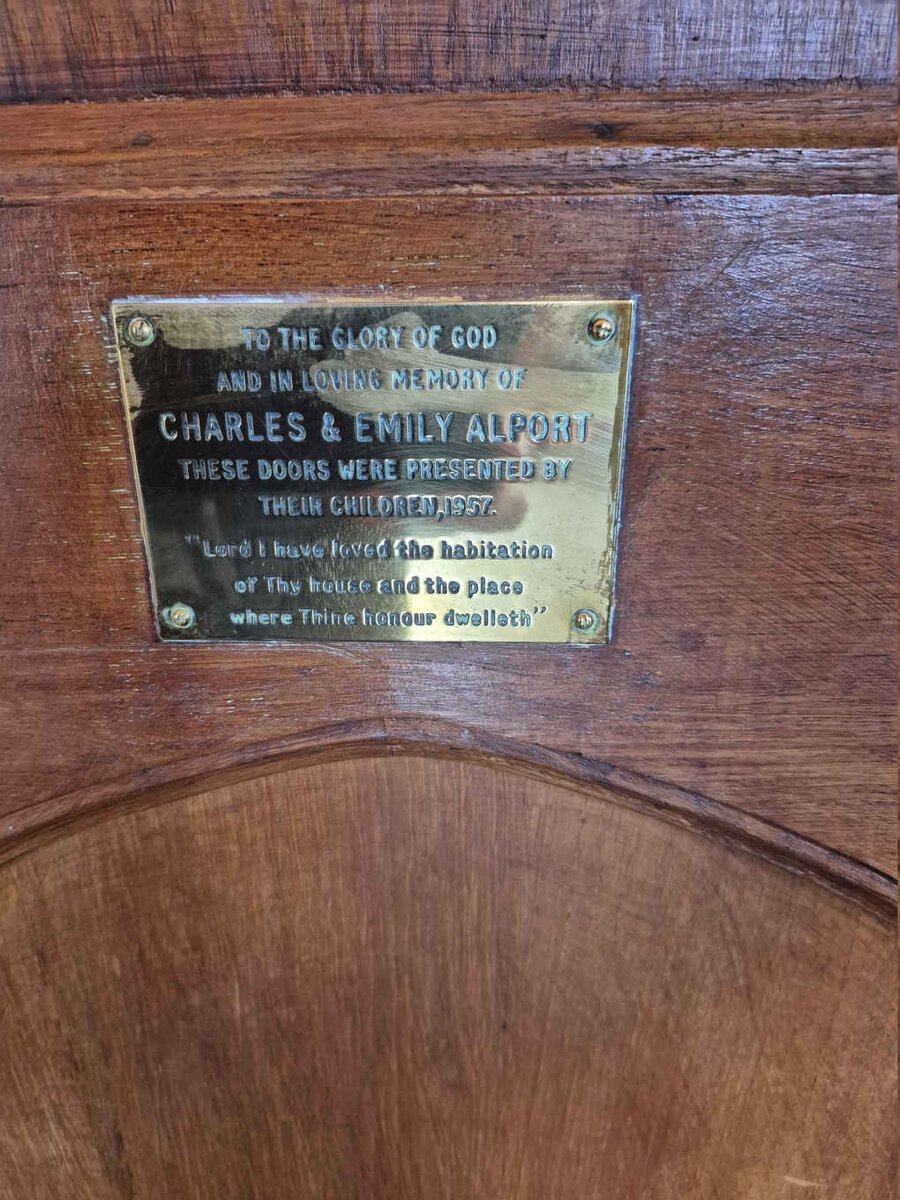 TO THE GLORY OF GOD
AND IN LOVING MEMORY OF
CHARLES & EMILY ALPORT
THESE DOORS WERE PRESENTED BY
THEIR CHILDREN, 1957.
"Lord I have loved the habitation
of Thy house and the place
where Thine honour dwelleth"